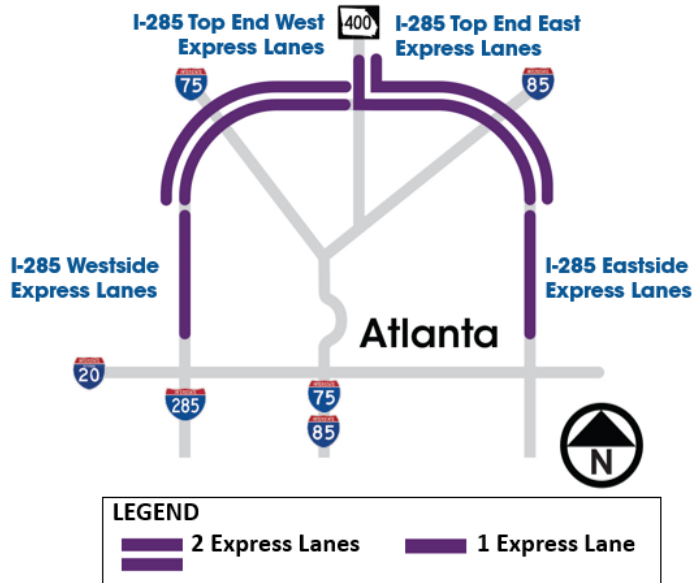 I-285 Top End West
Express Lanes
400
I-285 Top End East
Express Lanes
75
85
I-285 Westside
Express Lanes
I-285 Eastside
Express Lanes
Atlanta
20
285
75
85
N
LEGEND
2 Express Lanes
1 Express Lane